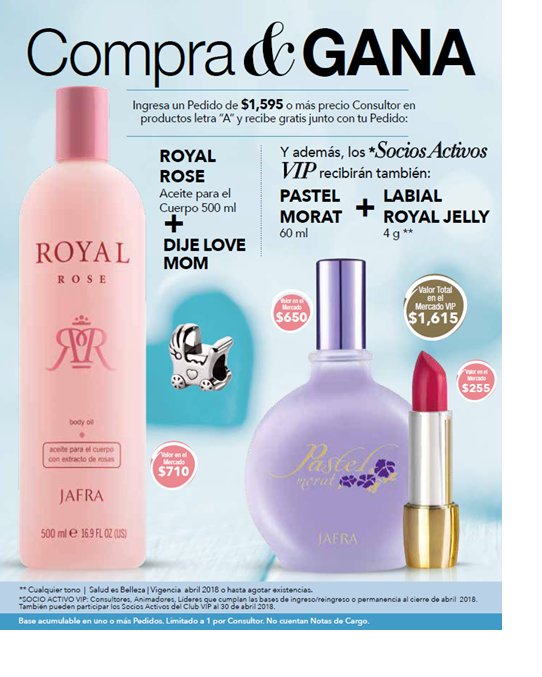 Compra & GANA
Ingresa un Pedido de $1,595 o más precio Consultor en
productos letra "A" y recibe gratis junto con tu Pedido:
ROYAL
ROSE
Aceite para el
Cuerpo 500 ml
+
DIJE LOVE
MOM
Y además, los *Socios Activos
VIP recibirán también:
PASTEL
MORAT
60 ml
+
LABIAL
ROYAL JELLY
4 g **
ROYAL
ROSE
RR
body oil
aceite para el cuerpo
con extracto de rosas
JAFRA
500 ml e 16.9 FL OZ (US)
Valor en el
Mercado
$710
Valor en el
Mercado
$650
Valor Total
en el
Mercado VIP
$1,615
Valor en el
Mercado
$255
Pastel
morat
JAFRA
** Cualquier tono | Salud es Belleza | Vigencia abril 2018 o hasta agotar existencias.
*SOCIO ACTIVO VIP: Consultores, Animadores, Líderes que cumplan las bases de ingreso/reingreso o permanencia al cierre de abril 2018.
También pueden participar los Socios Activos del Club VIP al 30 de abril 2018.
Base acumulable en uno o más Pedidos. Limitado a 1 por Consultor. No cuentan Notas de Cargo.